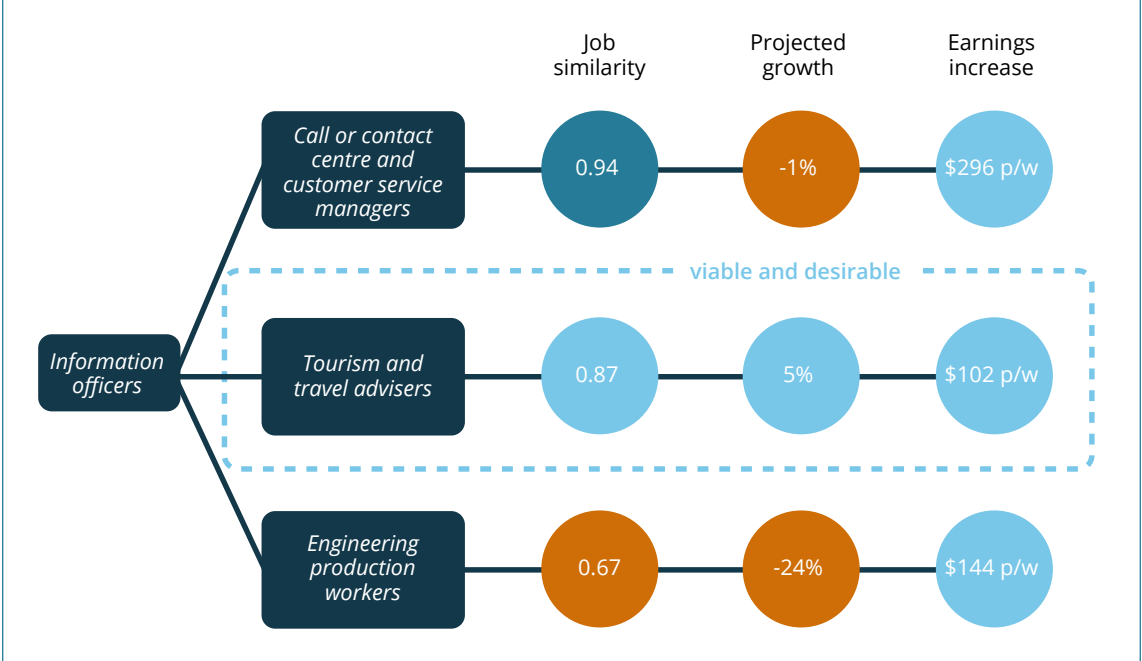 Job
similarity
Projected
growth
Earnings
increase
Call or contact
centre and
customer service
managers
0.94
-1%
$296 p/w
viable and desirable
Information
officers
Tourism and
travel advisers
0.87
5%
$102 p/w
Engineering
production
workers
0.67
-24%
$144 p/w